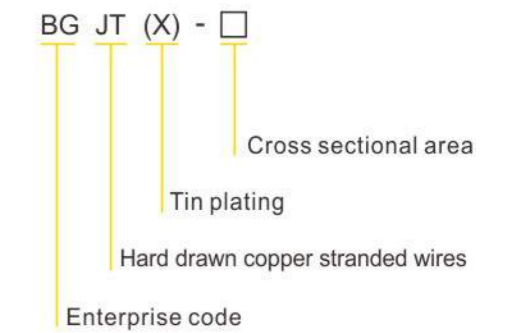 BG JT (X) - □
Cross sectional area
Tin plating
Hard drawn copper stranded wires
Enterprise code